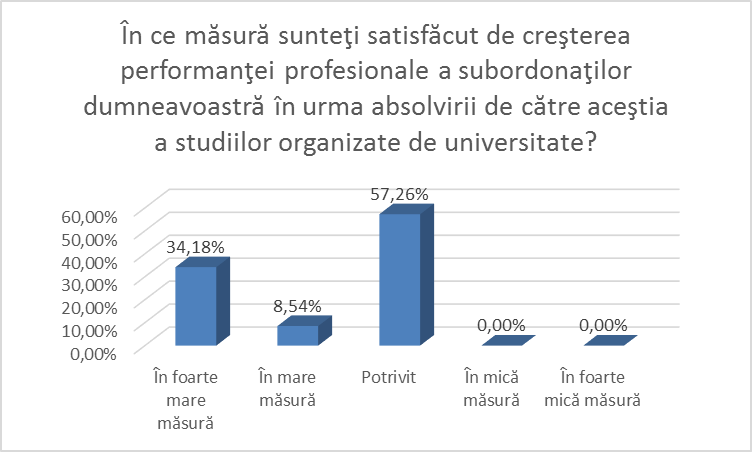 În ce măsură sunteţi satisfăcut de creşterea
performanţei profesionale a subordonaţilor
dumneavoastră în urma absolvirii de către aceştia
a studiilor organizate de universitate?
57,26%
34,18%
8,54%
0,00%
0,00%
60,00%
50,00%
40,00%
30,00%
20,00%
10,00%
0,00%
În foarte
mare
măsură
În mare
măsură
Potrivit
În mică
măsură
În foarte
mică măsură